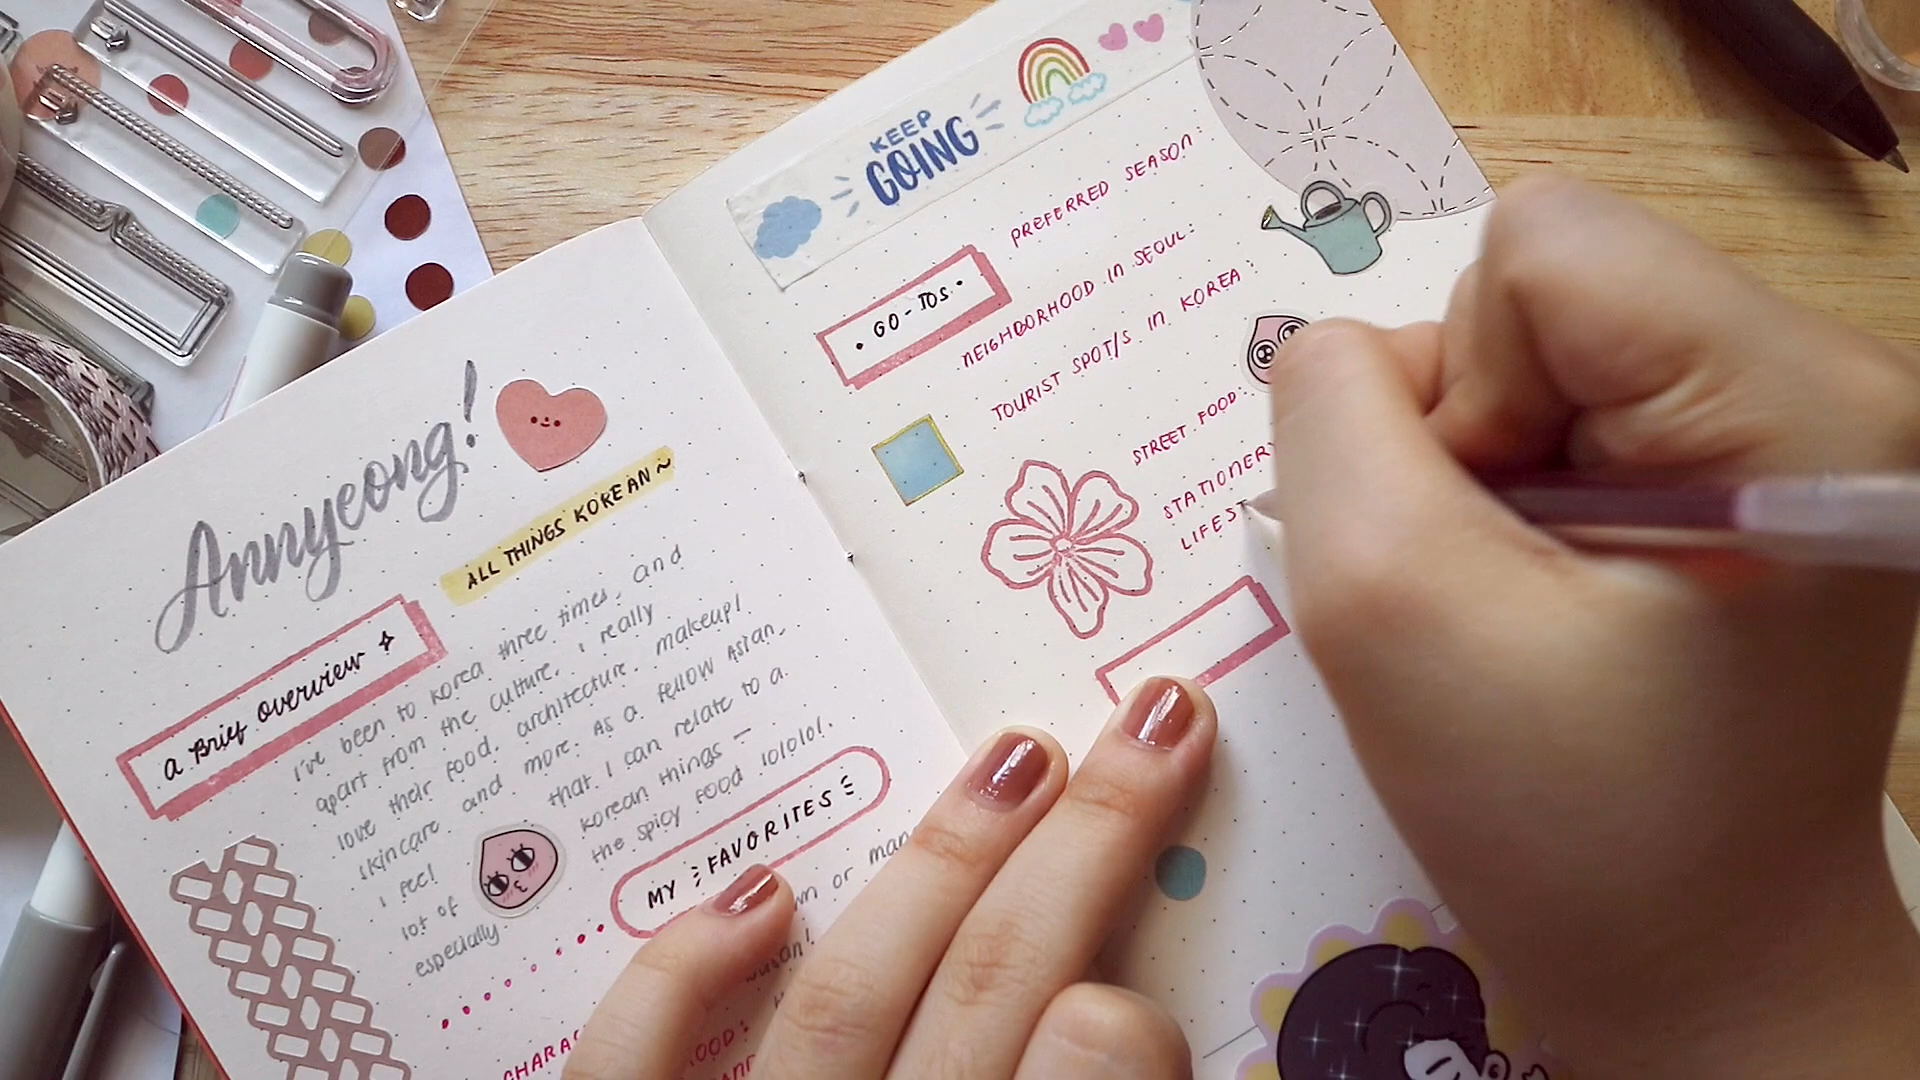 Annyeong!
ALL THINGS KOREAN ~
a Brief overview
I've been to Korea three times, and
apart from the culture, I really
love their food, architecture, makeup/
skincare and more. As a fellow Asian,
I feel that I can relate to a
lot of Korean things —
especially the spicy food lolololol.
MY FAVORITES
or
KEEP
GOING
• GO-TOS •
PREFERRED SEASON:
NEIGHBORHOOD IN SEOUL:
TOURIST SPOT/S IN KOREA:
STREET FOOD:
STATIONERY
LIFEST